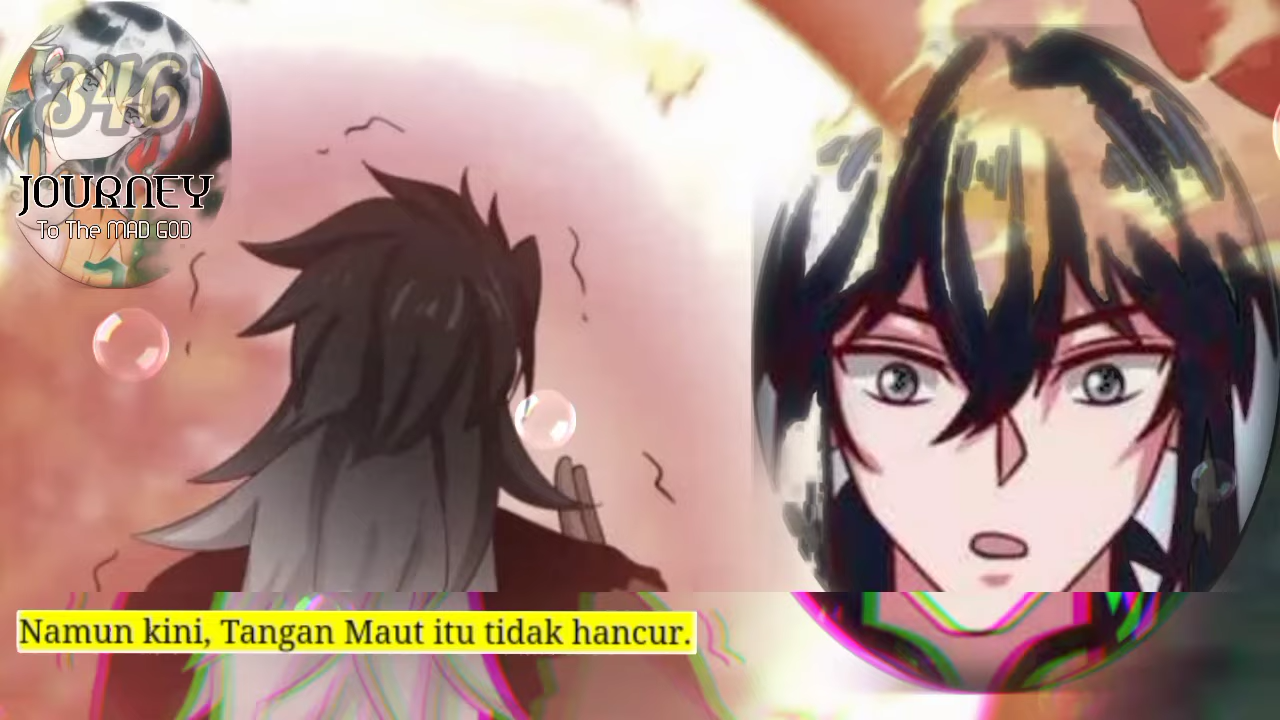 346
JOURNEY
To The MAD GOD
Namun kini, Tangan Maut itu tidak hancur.